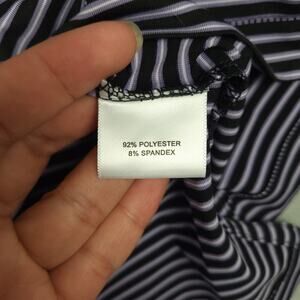 92% POLYESTER
8% SPANDEX